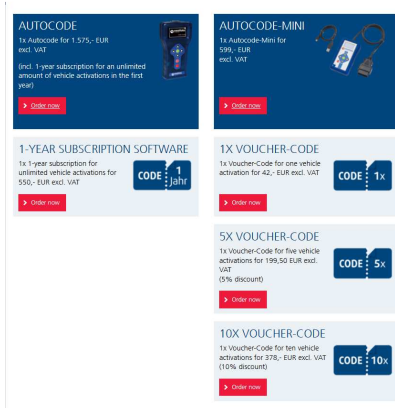 AUTOCODE
1x Autocode for 1.575,- EUR
excl. VAT
(incl. 1-year subscription for an unlimited
amount of vehicle activations in the first
year)
Order now
AUTOCODE-MINI
1x Autocode-Mini for
599,- EUR
excl. VAT
Order now
1-YEAR SUBSCRIPTION SOFTWARE
1x 1-year subscription for
unlimited vehicle activations for
550,- EUR excl. VAT
CODE 1
Jahr
Order now
1X VOUCHER-CODE
1x Voucher-Code for one vehicle
activation for 42,- EUR excl. VAT
CODE 1x
Order now
5X VOUCHER-CODE
1x Voucher-Code for five vehicle
activations for 199,50 EUR excl.
VAT
(5% discount)
CODE 5x
Order now
10X VOUCHER-CODE
1x Voucher-Code for ten vehicle
activations for 378,- EUR excl. VAT
(10% discount)
CODE 10x
Order now